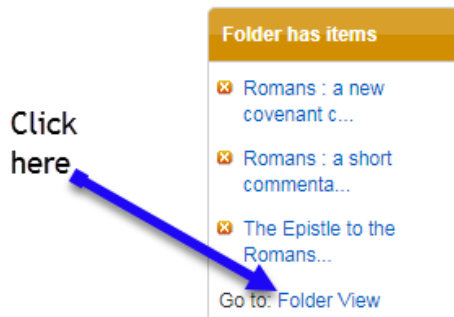 Folder has items
Romans : a new
covenant c...
Click
here
Romans : a short
commenta...
The Epistle to the
Romans...
Go to: Folder View